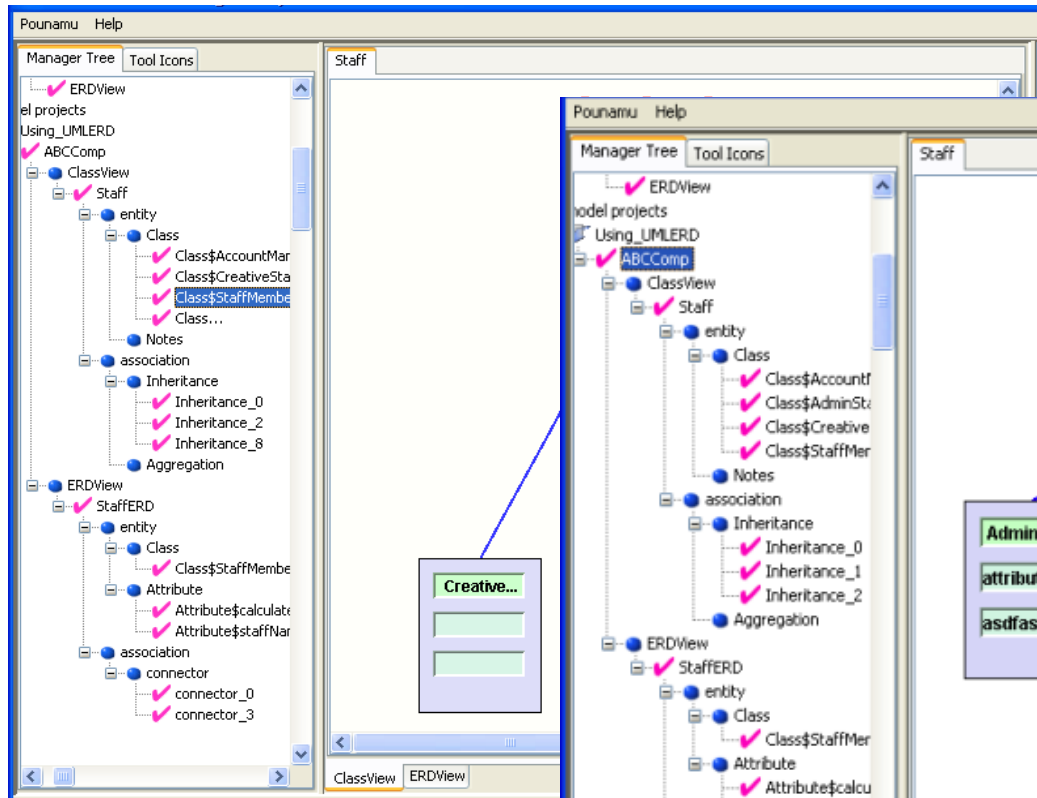 Pounamu Help
Manager Tree Tool Icons
ERDView
el projects
Using_UMLERD
ABCComp
ClassView
Staff
entity
Class
Class$AccountMar
Class$CreativeSta
Class$StaffMembe
Class...
Notes
association
Inheritance
Inheritance_0
Inheritance_2
Inheritance_8
Aggregation
ERDView
StaffERD
entity
Class
Class$StaffMembe
Attribute
Attribute$calculate
Attribute$staffNar
association
connector
connector_0
connector_3
Staff
Creative...
ClassView ERDView
Pounamu Help
Manager Tree Tool Icons
ERDView
nodel projects
Using_UMLERD
ABCComp
ClassView
Staff
entity
Class
Class$Account
Class$AdminSta
Class$Creative
Class$StaffMer
Notes
association
Inheritance
Inheritance_0
Inheritance_1
Inheritance_2
Aggregation
ERDView
StaffERD
entity
Class
Class$StaffMer
Attribute
Attribute$calcu
Staff
Admin
attribut
asdfas